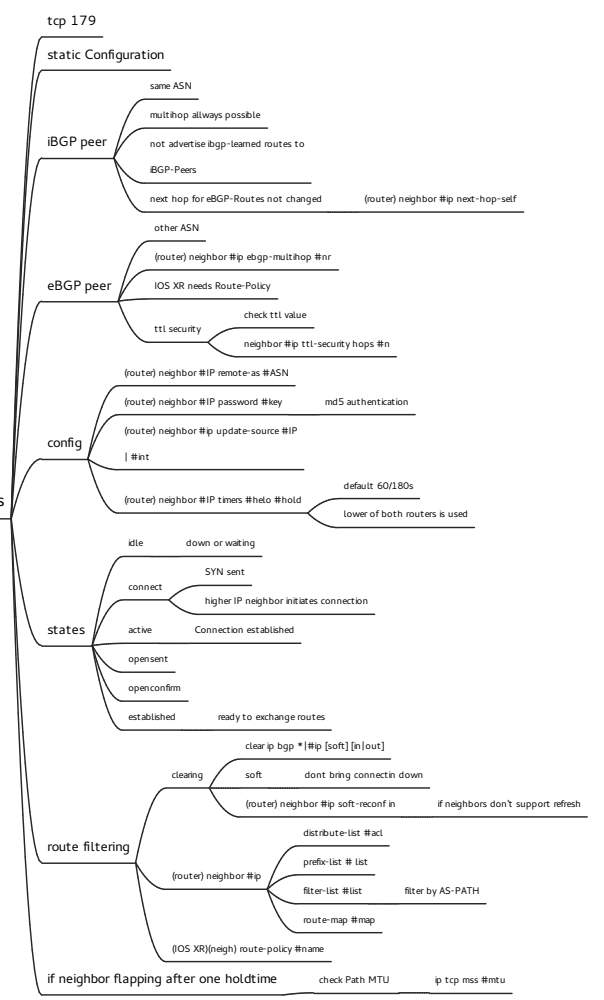 tcp 179
static Configuration
iBGP peer
same ASN
multihop allways possible
not advertise ibgp-learned routes to
iBGP-Peers
next hop for eBGP-Routes not changed
(router) neighbor #ip next-hop-self
eBGP peer
other ASN
(router) neighbor #ip ebgp-multihop #nr
IOS XR needs Route-Policy
ttl security
check ttl value
neighbor #ip ttl-security hops #n
config
(router) neighbor #IP remote-as #ASN
(router) neighbor #IP password #key
md5 authentication
(router) neighbor #ip update-source #IP
| #int
(router) neighbor #IP timers #helo #hold
default 60/180s
lower of both routers is used
s
states
idle
down or waiting
connect
SYN sent
higher IP neighbor initiates connection
active
Connection established
opensent
openconfirm
established
ready to exchange routes
route filtering
clearing
clear ip bgp *|#ip [soft] [in|out]
soft
dont bring connectin down
(router) neighbor #ip soft-reconf in
if neighbors don't support refresh
(router) neighbor #ip
distribute-list #acl
prefix-list # list
filter-list #list
filter by AS-PATH
route-map #map
(IOS XR)(neigh) route-policy #name
if neighbor flapping after one holdtime
check Path MTU
ip tcp mss #mtu